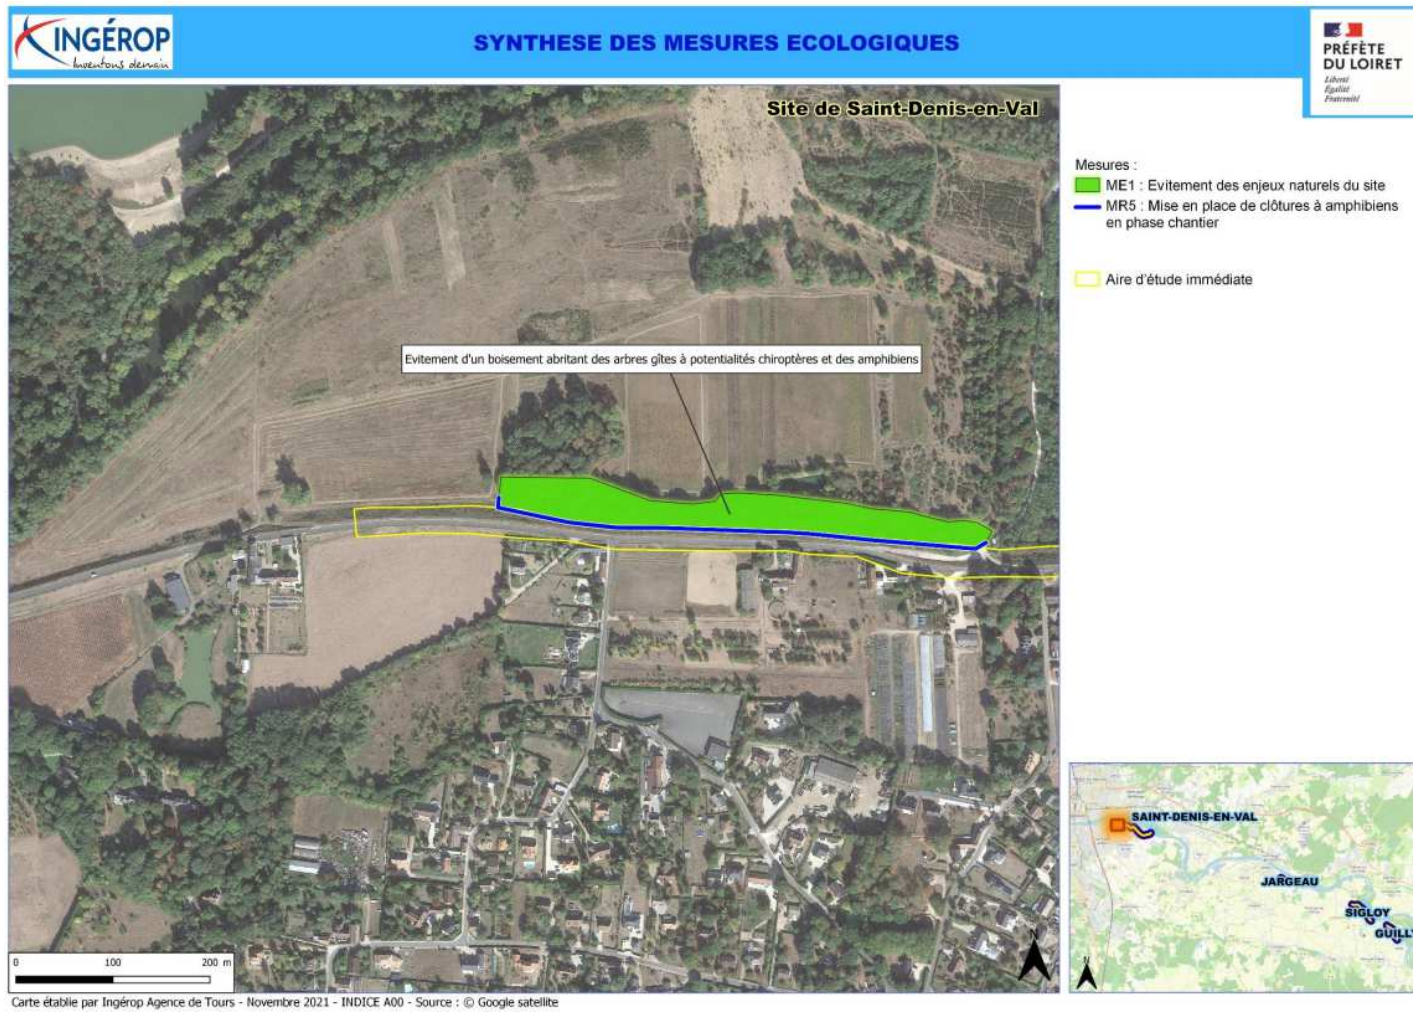 INGÉROP
Inventons demain
SYNTHESE DES MESURES ECOLOGIQUES
PRÉFÈTE
DU LOIRET
Liberté
Égalité
Fraternité
Site de Saint-Denis-en-Val
Mesures :
ME1 : Evitement des enjeux naturels du site
MR5 : Mise en place de clôtures à amphibiens
en phase chantier
Aire d'étude immédiate
Evitement d'un boisement abritant des arbres gîtes à potentialités chiroptères et des amphibiens
SAINT-DENIS-EN-VAL
JARGEAU
SIGLOY
GUILLY
N
N
0 100 200 m
Carte établie par Ingérop Agence de Tours - Novembre 2021 - INDICE A00 - Source : © Google satellite